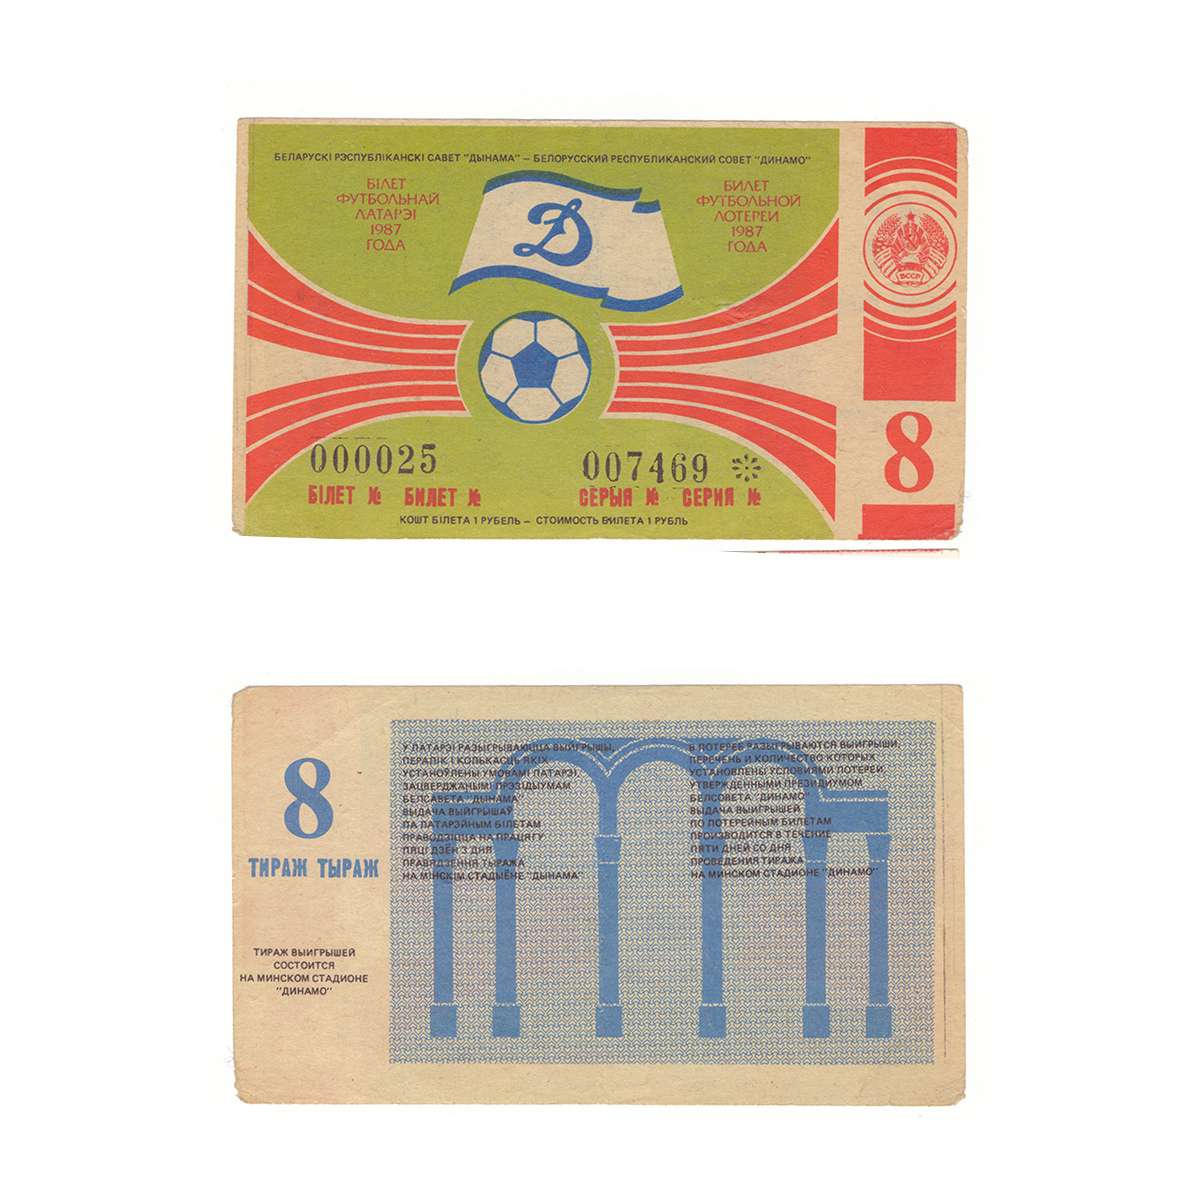 БЕЛАРУСКІ РЭСПУБЛІКАНСКІ САВЕТ "ДЫНАМА" – БЕЛОРУССКИЙ РЕСПУБЛИКАНСКИЙ СОВЕТ "ДИНАМО"
БІЛЕТ
ФУТБОЛЬНАЙ
ЛАТАРЭІ
1987
ГОДА
Д
БИЛЕТ
ФУТБОЛЬНОЙ
ЛОТЕРЕИ
1987
ГОДА
БССР
8
000025
БІЛЕТ № БИЛЕТ №
007469
СЕРЫЯ № СЕРИЯ №
КОШТ БІЛЕТА 1 РУБЕЛЬ – СТОИМОСТЬ БИЛЕТА 1 РУБЛЬ
8
ТИРАЖ ТЫРАЖ
ТИРАЖ ВЫИГРЫШЕЙ
СОСТОИТСЯ
НА МИНСКОМ СТАДИОНЕ
"ДИНАМО"
У ЛАТАРЭІ РАЗЫГРЫВАЮЦЦА ВЫЙГРЫШЫ,
ПЕРАЛІК І КОЛЬКАСЦЬ ЯКІХ
УСТАНОЎЛЕНЫ УМОВАМІ ЛАТАРЭІ,
ЗАЦВЕРДЖАНЫМІ ПРЭЗІДЫУМАМ
БЕЛСАВЕТА "ДЫНАМА"
ВЫДАЧА ВЫЙГРЫШАЎ
ПА ЛАТАРЭЙНЫМ БІЛЕТАМ
ПРАВОДЗІЦЦА НА ПРАЦЯГУ
ПЯЦІ ДЗЁН З ДНЯ
ПРАВЯДЗЕННЯ ТЫРАЖА
НА МІНСКІМ СТАДЫЁНЕ "ДЫНАМА"
В ЛОТЕРЕЕ РАЗЫГРЫВАЮТСЯ ВЫИГРЫШИ,
ПЕРЕЧЕНЬ И КОЛИЧЕСТВО КОТОРЫХ
УСТАНОВЛЕНЫ УСЛОВИЯМИ ЛОТЕРЕИ,
УТВЕРЖДЕННЫМИ ПРЕЗИДИУМОМ
БЕЛСОВЕТА "ДИНАМО"
ВЫДАЧА ВЫИГРЫШЕЙ
ПО ЛОТЕРЕЙНЫМ БИЛЕТАМ
ПРОИЗВОДИТСЯ В ТЕЧЕНИЕ
ПЯТИ ДНЕЙ СО ДНЯ
ПРОВЕДЕНИЯ ТИРАЖА
НА МИНСКОМ СТАДИОНЕ "ДИНАМО"